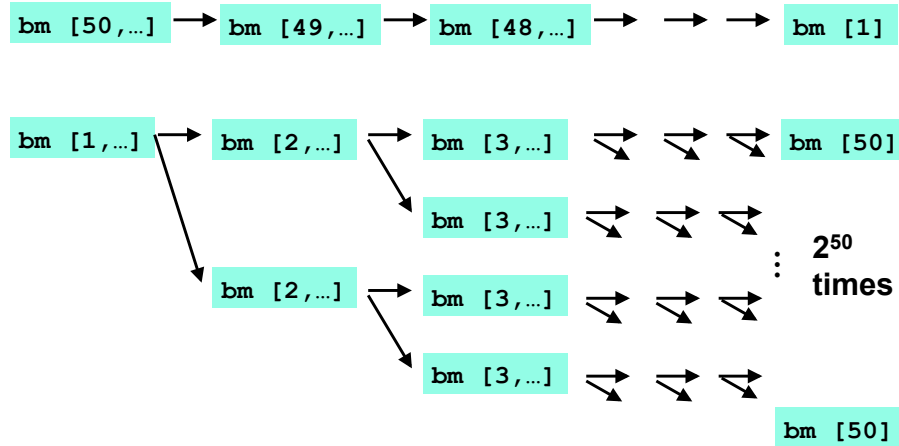 bm [50,…] bm [49,…] bm [48,…] bm [1]
bm [1,…] bm [2,…] bm [3,…] bm [50]
bm [3,…]
⋮ 2⁵⁰
times
bm [2,…] bm [3,…]
bm [3,…]
bm [50]